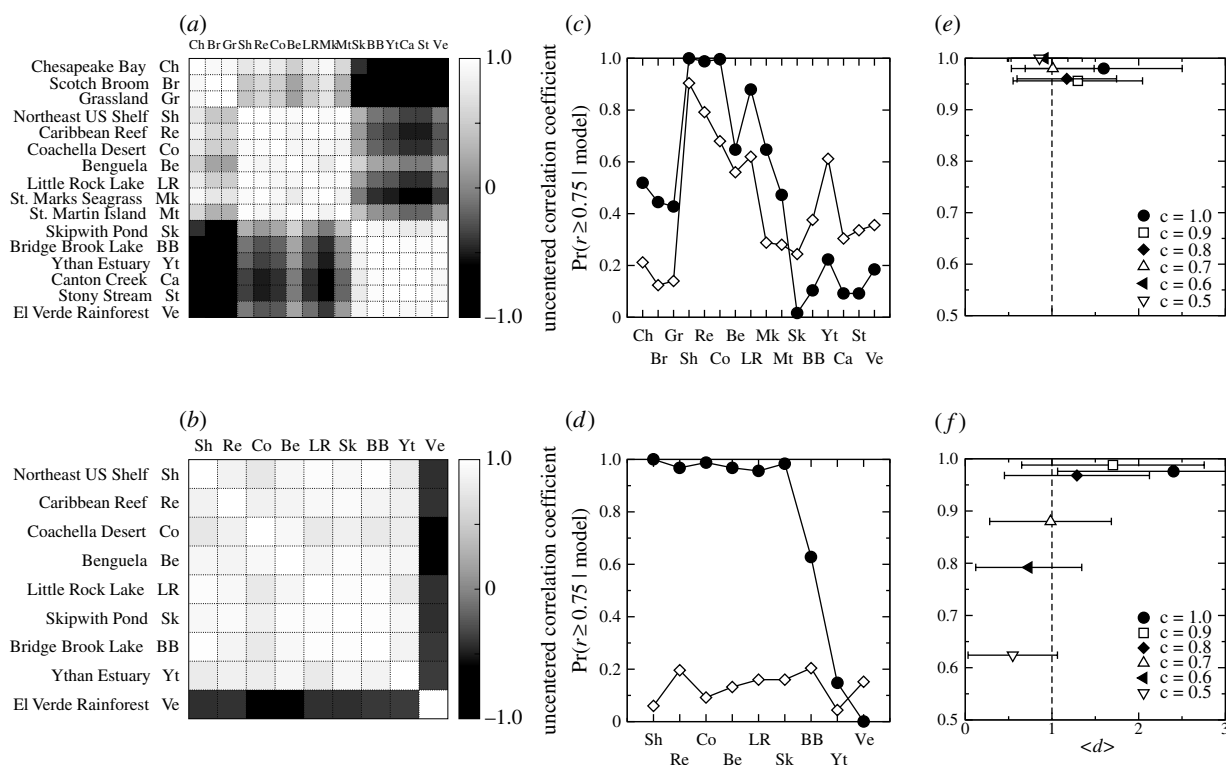 (a)
Ch Br Gr Sh Re Co Be LR Mk Mt Sk BB Yt Ca St Ve
Chesapeake Bay Ch
Scotch Broom Br
Grassland Gr
Northeast US Shelf Sh
Caribbean Reef Re
Coachella Desert Co
Benguela Be
Little Rock Lake LR
St. Marks Seagrass Mk
St. Martin Island Mt
Skipwith Pond Sk
Bridge Brook Lake BB
Ythan Estuary Yt
Canton Creek Ca
Stony Stream St
El Verde Rainforest Ve
1.0
0
–1.0
uncentered correlation coefficient
(c)
Pr(r ≥ 0.75 | model)
1.0
0.8
0.6
0.4
0.2
0
Ch Gr Re Be Mk Sk Yt St
Br Sh Co LR Mt BB Ca Ve
(e)
1.0
0.9
0.8
0.7
0.6
0.5
c = 1.0
c = 0.9
c = 0.8
c = 0.7
c = 0.6
c = 0.5
(b)
Sh Re Co Be LR Sk BB Yt Ve
Northeast US Shelf Sh
Caribbean Reef Re
Coachella Desert Co
Benguela Be
Little Rock Lake LR
Skipwith Pond Sk
Bridge Brook Lake BB
Ythan Estuary Yt
El Verde Rainforest Ve
1.0
0
–1.0
uncentered correlation coefficient
(d)
Pr(r ≥ 0.75 | model)
1.0
0.8
0.6
0.4
0.2
0
Sh Co LR BB Ve
Re Be Sk Yt
(f)
1.0
0.9
0.8
0.7
0.6
0.5
c = 1.0
c = 0.9
c = 0.8
c = 0.7
c = 0.6
c = 0.5
0 1 2 3
<d>